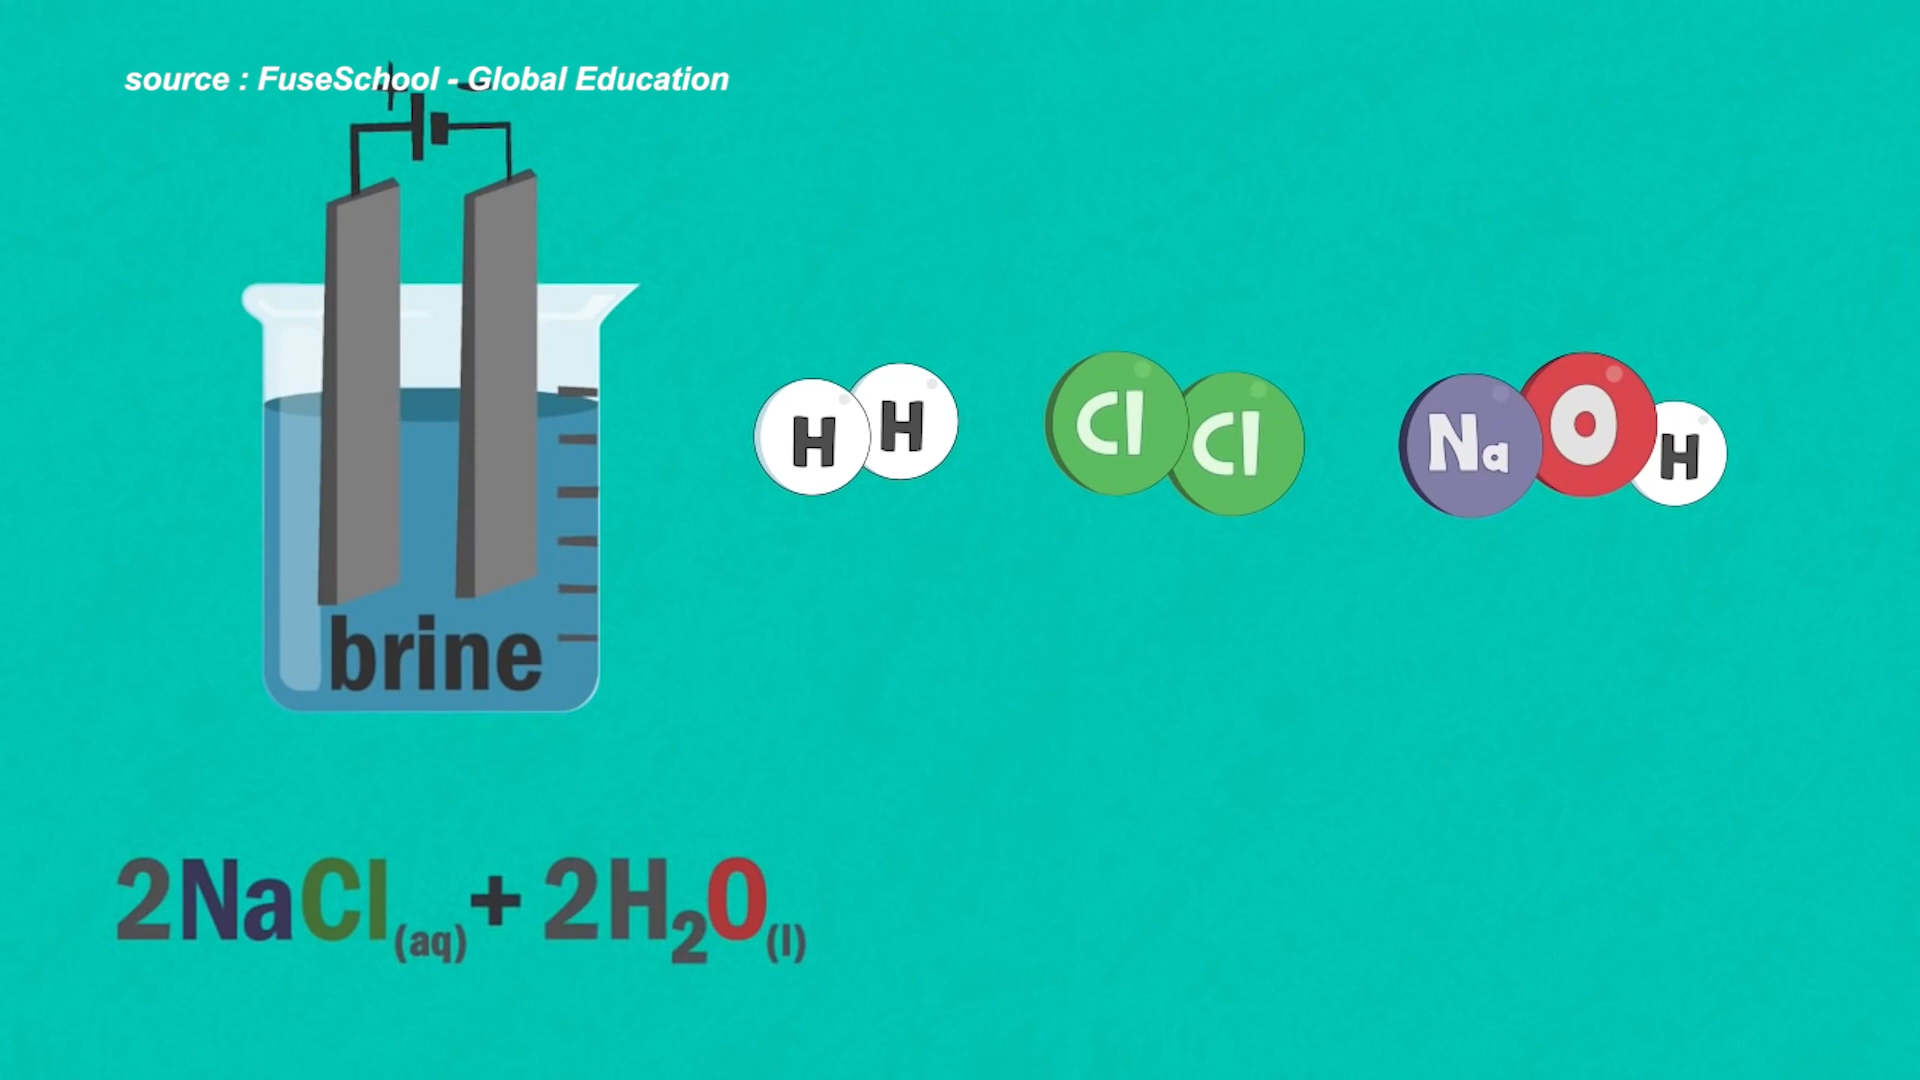 source : FuseSchool - Global Education
+ -
H H
Cl Cl
Na O H
brine
2NaCl(aq) + 2H₂O(l)